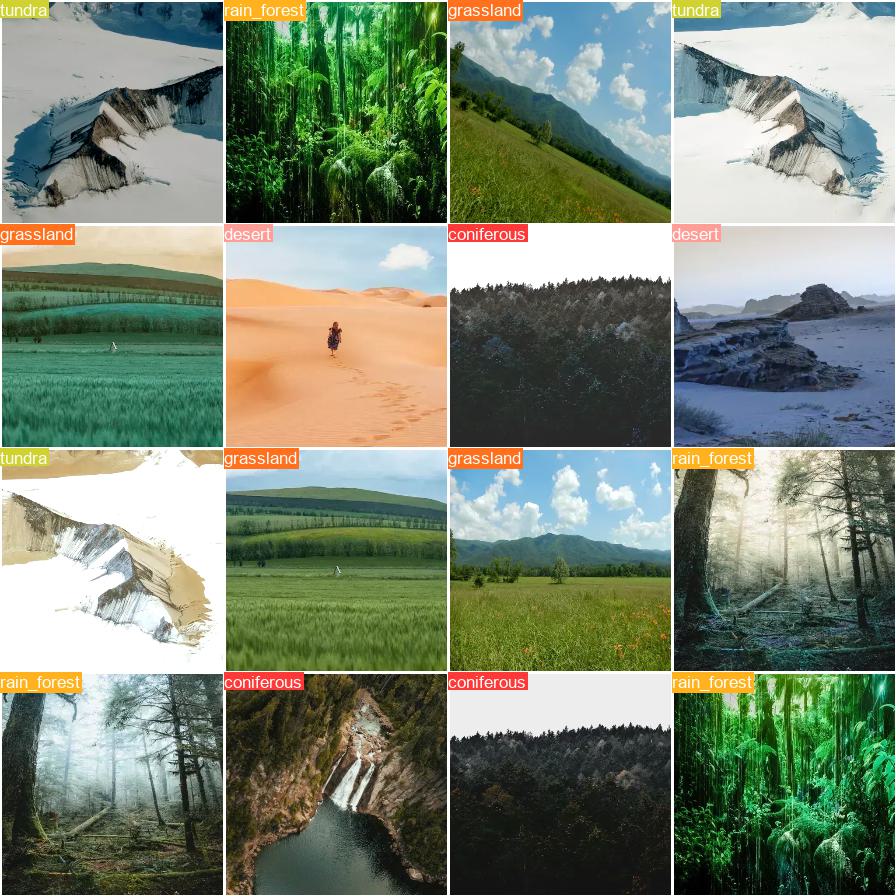 tundra
rain_forest
grassland
tundra
grassland
desert
coniferous
desert
tundra
grassland
grassland
rain_forest
rain_forest
coniferous
coniferous
rain_forest